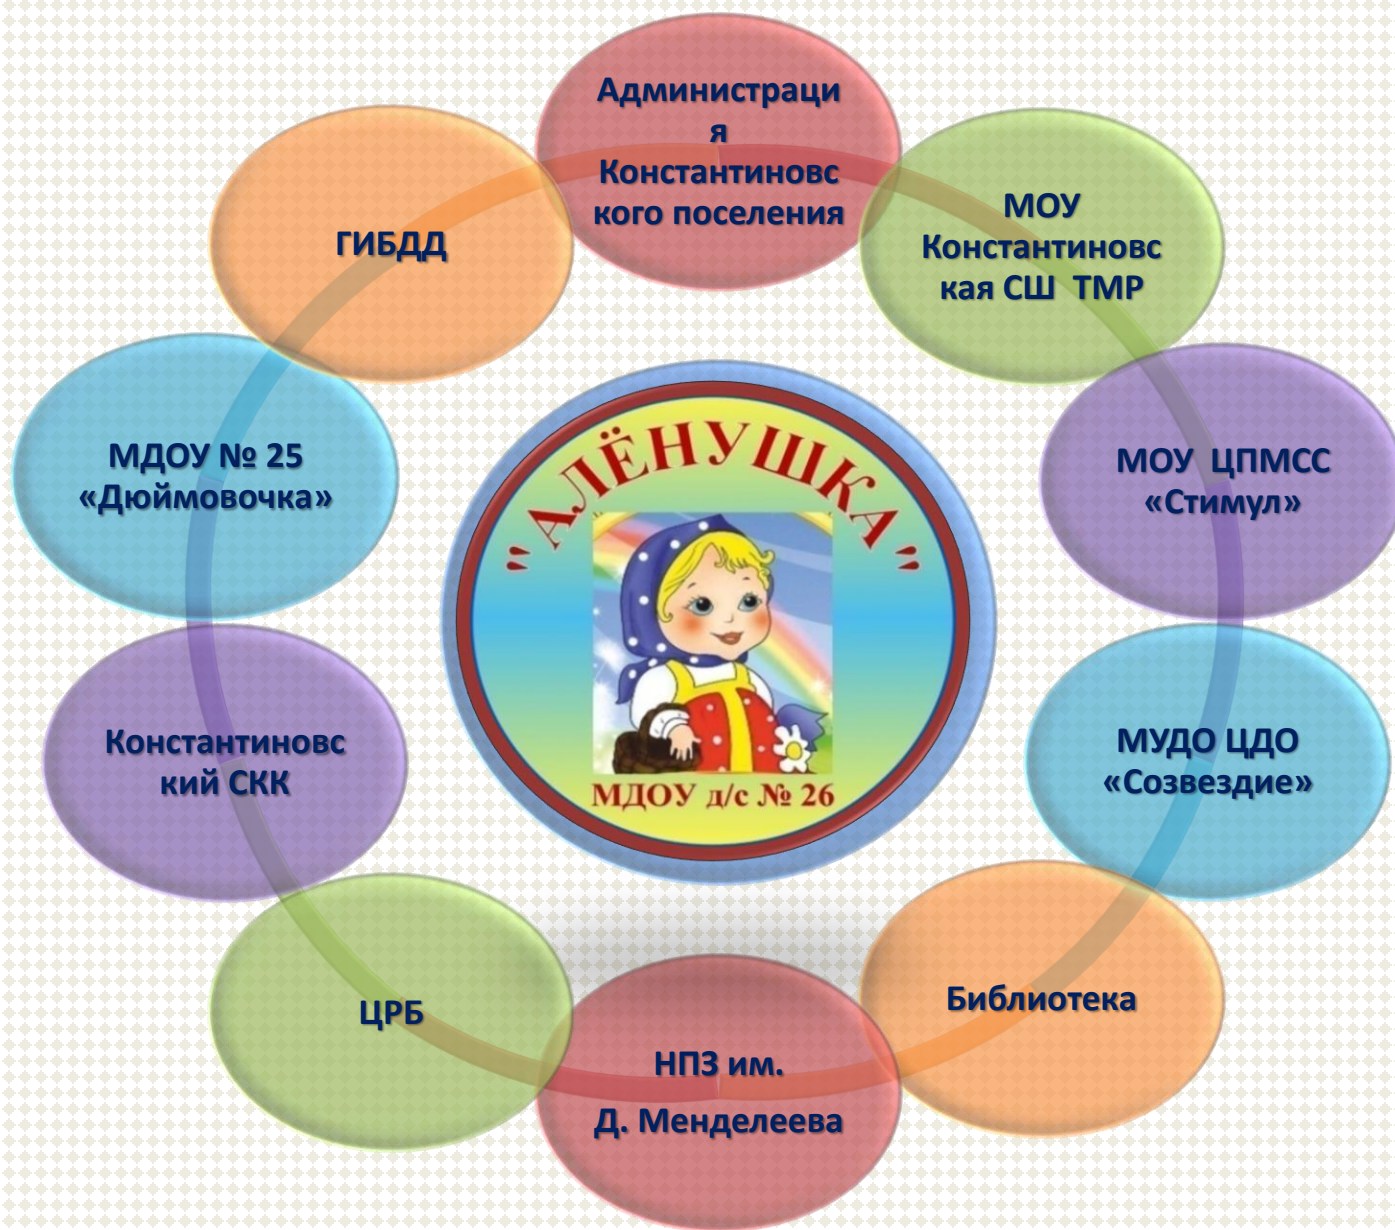 Администраци
я
Константиновс
кого поселения
МОУ
Константиновс
кая СШ ТМР
МОУ ЦПМСС
«Стимул»
МУДО ЦДО
«Созвездие»
Библиотека
НПЗ им.
Д. Менделеева
ЦРБ
Константиновс
кий СКК
МДОУ № 25
«Дюймовочка»
ГИБДД
"АЛЁНУШКА"
МДОУ д/с № 26